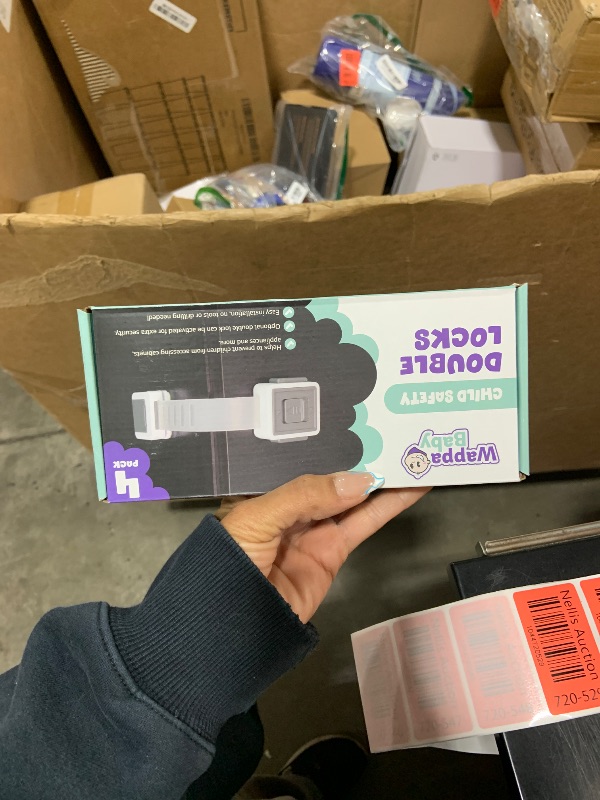 Wappa
Baby
CHILD SAFETY
DOUBLE
LOCKS
4
PACK
Helps to prevent children from accessing cabinets,
appliances and more.
Optional double lock can be activated for extra security.
Easy installation, no tools or drilling needed!
Nellis Auction
720-529